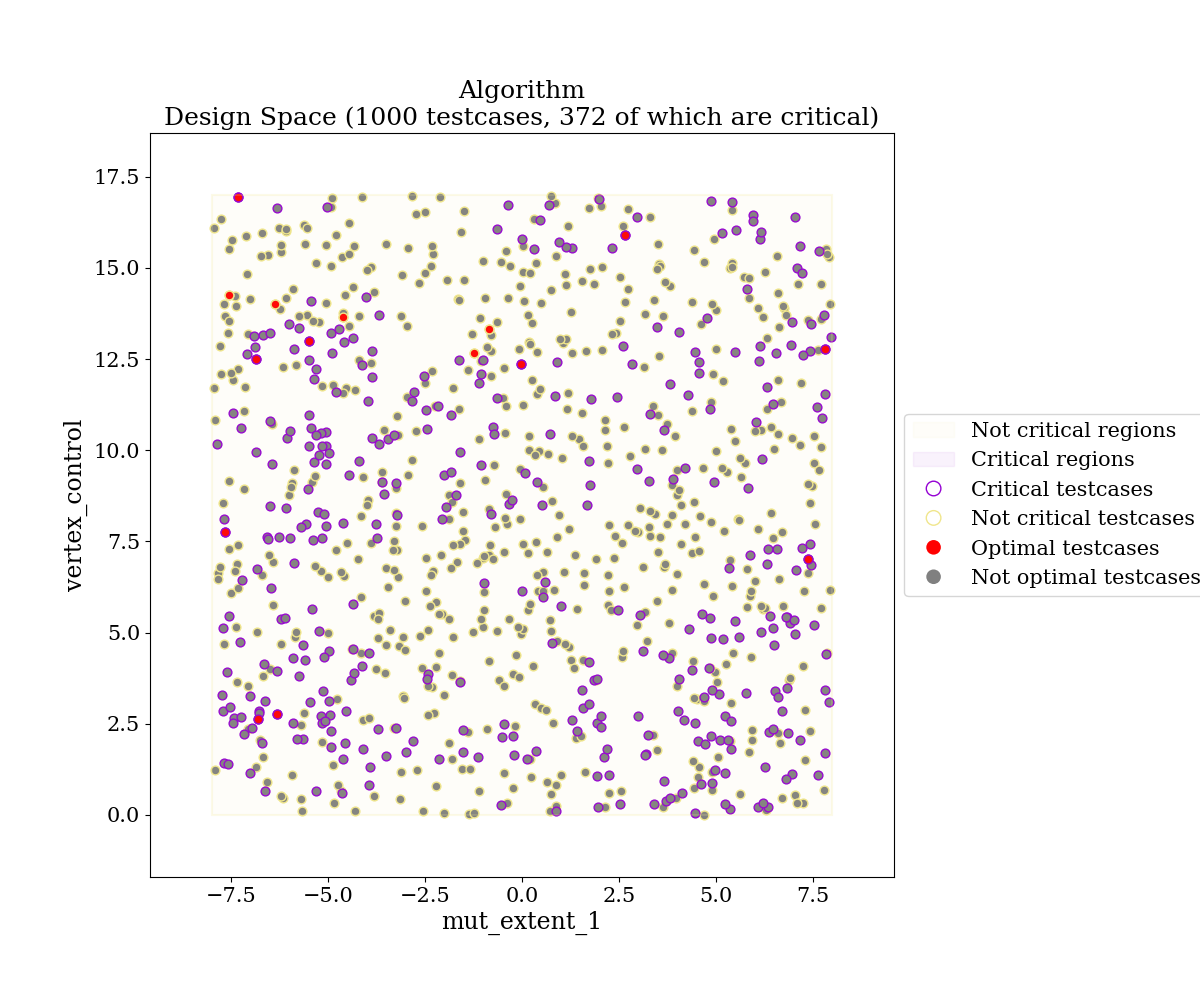 Algorithm
Design Space (1000 testcases, 372 of which are critical)
17.5
15.0
12.5
10.0
7.5
5.0
2.5
0.0
vertex_control
−7.5
−5.0
−2.5
0.0
2.5
5.0
7.5
mut_extent_1
Not critical regions
Critical regions
Critical testcases
Not critical testcases
Optimal testcases
Not optimal testcases